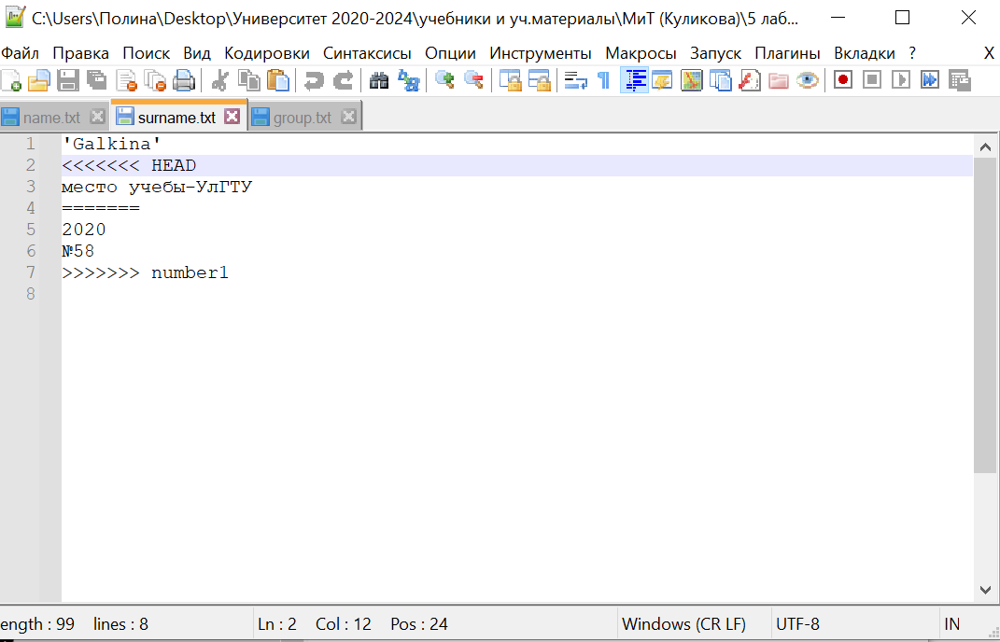 C:\Users\Полина\Desktop\Университет 2020-2024\учебники и уч.материалы\МиТ (Куликова)\5 лаб...
Файл Правка Поиск Вид Кодировки Синтаксисы Опции Инструменты Макросы Запуск Плагины Вкладки ? X
name.txt surname.txt group.txt
1 'Galkina'
2 <<<<<<< HEAD
3 место учебы-УлГТУ
4 =======
5 2020
6 №58
7 >>>>>>> number1
8
ength : 99 lines : 8 Ln : 2 Col : 12 Pos : 24 Windows (CR LF) UTF-8 IN